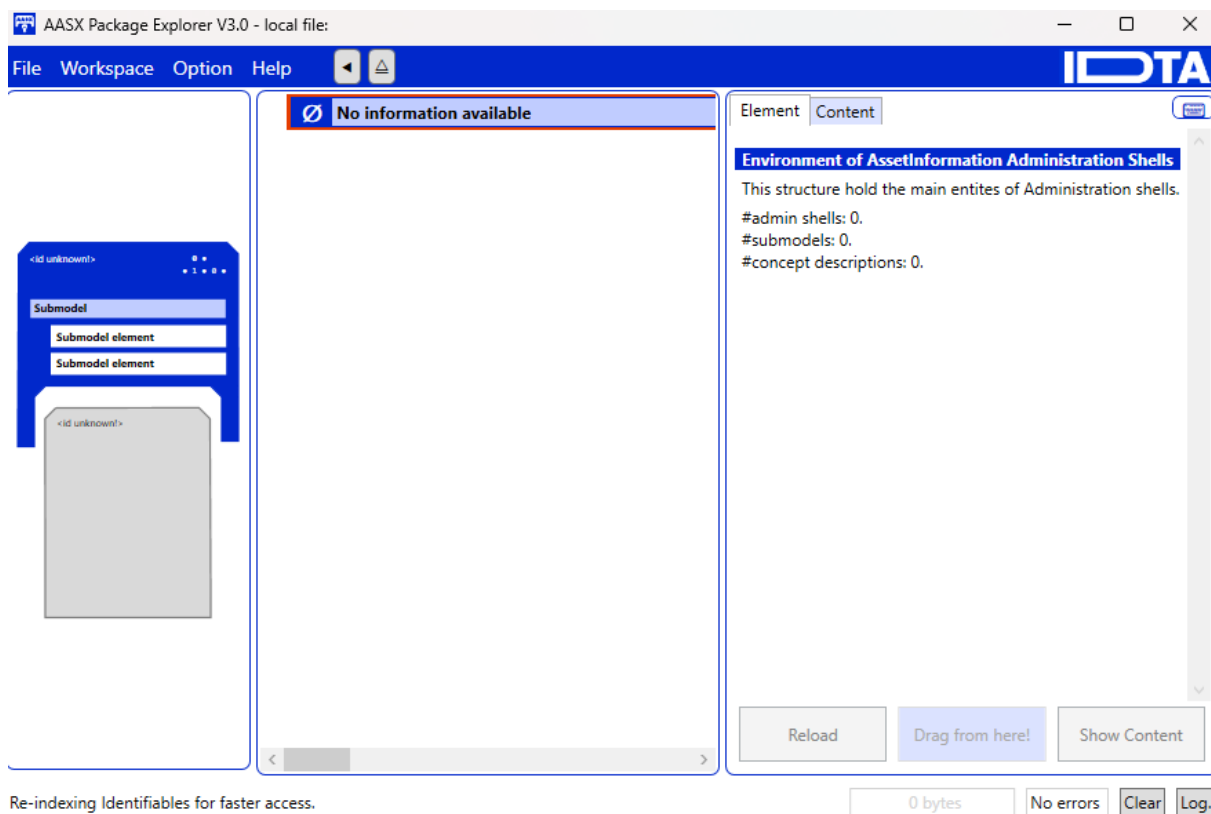 AASX Package Explorer V3.0 - local file:
File Workspace Option Help
IDTA
<id unknown!>
0
1 0
Submodel
Submodel element
Submodel element
<id unknown!>
No information available
Element Content
Environment of AssetInformation Administration Shells
This structure hold the main entites of Administration shells.
#admin shells: 0.
#submodels: 0.
#concept descriptions: 0.
Reload Drag from here! Show Content
Re-indexing Identifiables for faster access.
0 bytes No errors Clear Log.